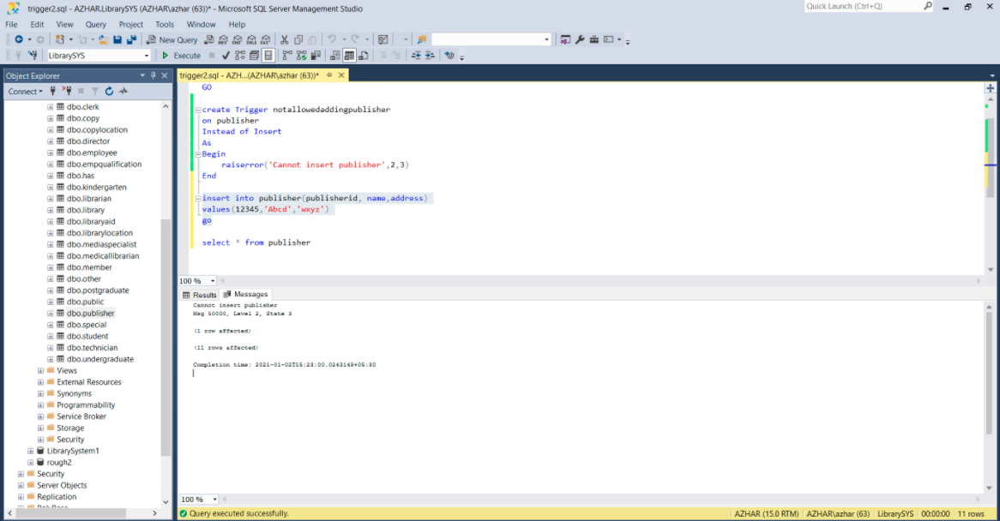 trigger2.sql - AZHAR.LibrarySYS (AZHAR\azhar (63))* - Microsoft SQL Server Management Studio
Quick Launch (Ctrl+Q)
File Edit View Query Project Tools Window Help
New Query
LibrarySYS
Execute
Object Explorer
trigger2.sql - AZH...(AZHAR\azhar (63))*
Connect
dbo.clerk
dbo.copy
dbo.copylocation
dbo.director
dbo.employee
dbo.empqualification
dbo.has
dbo.kindergarten
dbo.librarian
dbo.library
dbo.libraryaid
dbo.librarylocation
dbo.mediaspecialist
dbo.medicallibrarian
dbo.member
dbo.other
dbo.postgraduate
dbo.public
dbo.publisher
dbo.special
dbo.student
dbo.technician
dbo.undergraduate
Views
External Resources
Synonyms
Programmability
Service Broker
Storage
Security
LibrarySystem1
rough2
Security
Server Objects
Replication
PolyBase
GO
create Trigger notallowedaddingpublisher
on publisher
Instead of Insert
As
Begin
raiserror('Cannot insert publisher',2,3)
End
insert into publisher(publisherid, name,address)
values(12345,'Abcd','wxyz')
go
select * from publisher
100 %
Results Messages
Cannot insert publisher
Msg 50000, Level 2, State 3
(1 row affected)
(11 rows affected)
Completion time: 2021-01-02T15:23:00.0243148+05:30
100 %
Query executed successfully.
AZHAR (15.0 RTM) AZHAR\azhar (63) LibrarySYS 00:00:00 11 rows